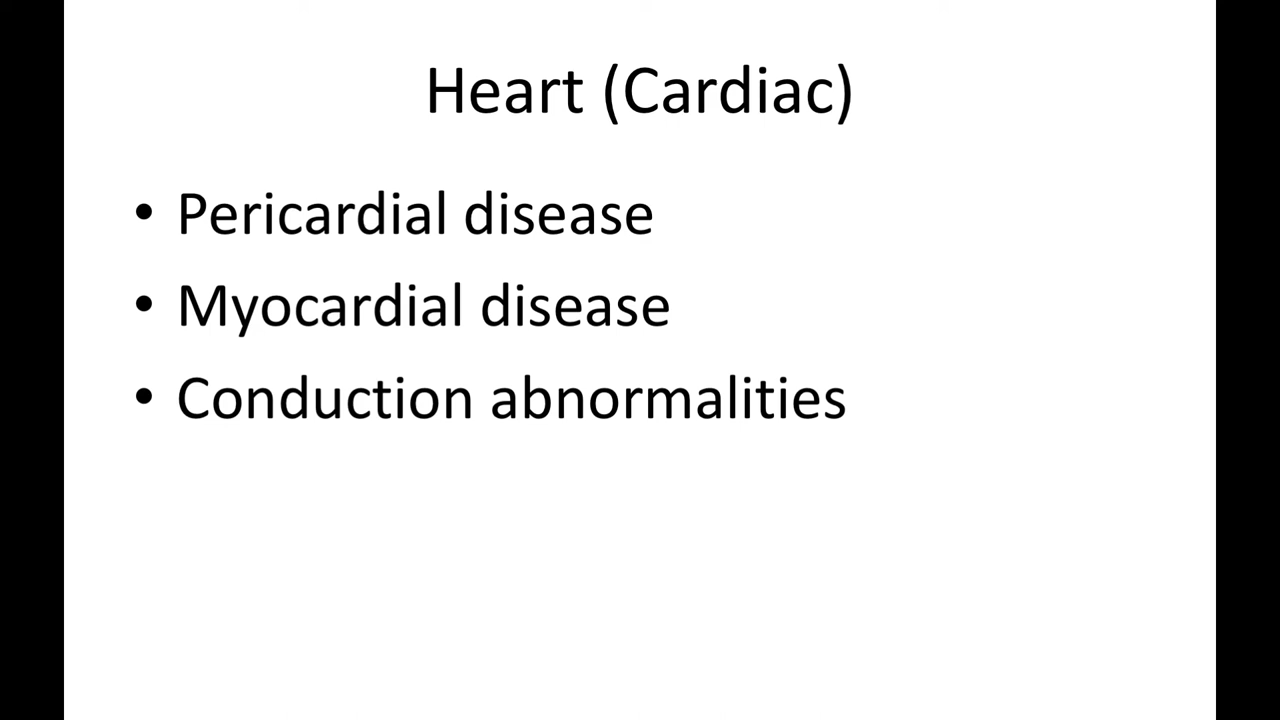 Heart (Cardiac)
• Pericardial disease
• Myocardial disease
• Conduction abnormalities